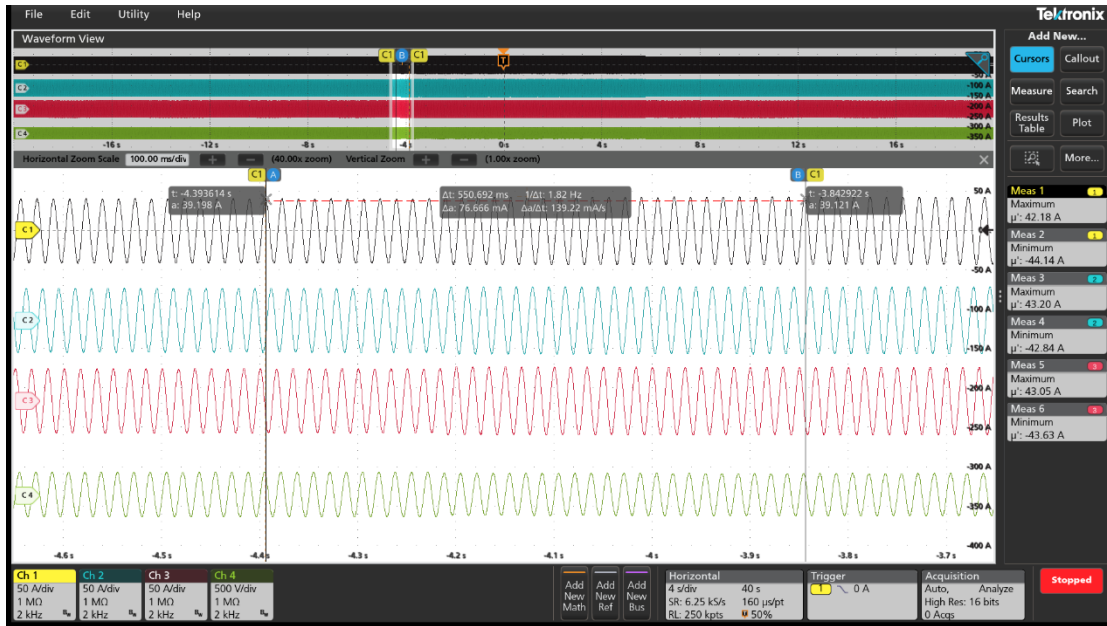 File Edit Utility Help
Tektronix
Waveform View
Add New...
C1 B C1
T
C1
C2
C3
C4
-50 A
-100 A
-150 A
-200 A
-250 A
-300 A
-350 A
-16 s -12 s -8 s -4 s 0 s 4 s 8 s 12 s 16 s
Cursors Callout
Measure Search
Results Table Plot
More...
Horizontal Zoom Scale 100.00 ms/div + - (40.00x zoom) Vertical Zoom + - (1.00x zoom) ×
C1 A B C1
t: -4.393614 s
a: 39.198 A
Δt: 550.692 ms 1/Δt: 1.82 Hz
Δa: 76.666 mA Δa/Δt: 139.22 mA/s
t: -3.842922 s
a: 39.121 A
50 A
C1
-50 A
-100 A
C2
-150 A
-200 A
C3
-250 A
-300 A
C4
-350 A
-400 A
-4.6 s -4.5 s -4.4 s -4.3 s -4.2 s -4.1 s -4 s -3.9 s -3.8 s -3.7 s
Meas 1 1
Maximum
µ': 42.18 A
Meas 2 1
Minimum
µ': -44.14 A
Meas 3 2
Maximum
µ': 43.20 A
Meas 4 2
Minimum
µ': -42.84 A
Meas 5 3
Maximum
µ': 43.05 A
Meas 6 3
Minimum
µ': -43.63 A
Ch 1
50 A/div
1 MΩ
2 kHz
Ch 2
50 A/div
1 MΩ
2 kHz
Ch 3
50 A/div
1 MΩ
2 kHz
Ch 4
500 V/div
1 MΩ
2 kHz
Add New Math
Add New Ref
Add New Bus
Horizontal
4 s/div 40 s
SR: 6.25 kS/s 160 µs/pt
RL: 250 kpts 50%
Trigger
1 0 A
Acquisition
Auto, Analyze
High Res: 16 bits
0 Acqs
Stopped